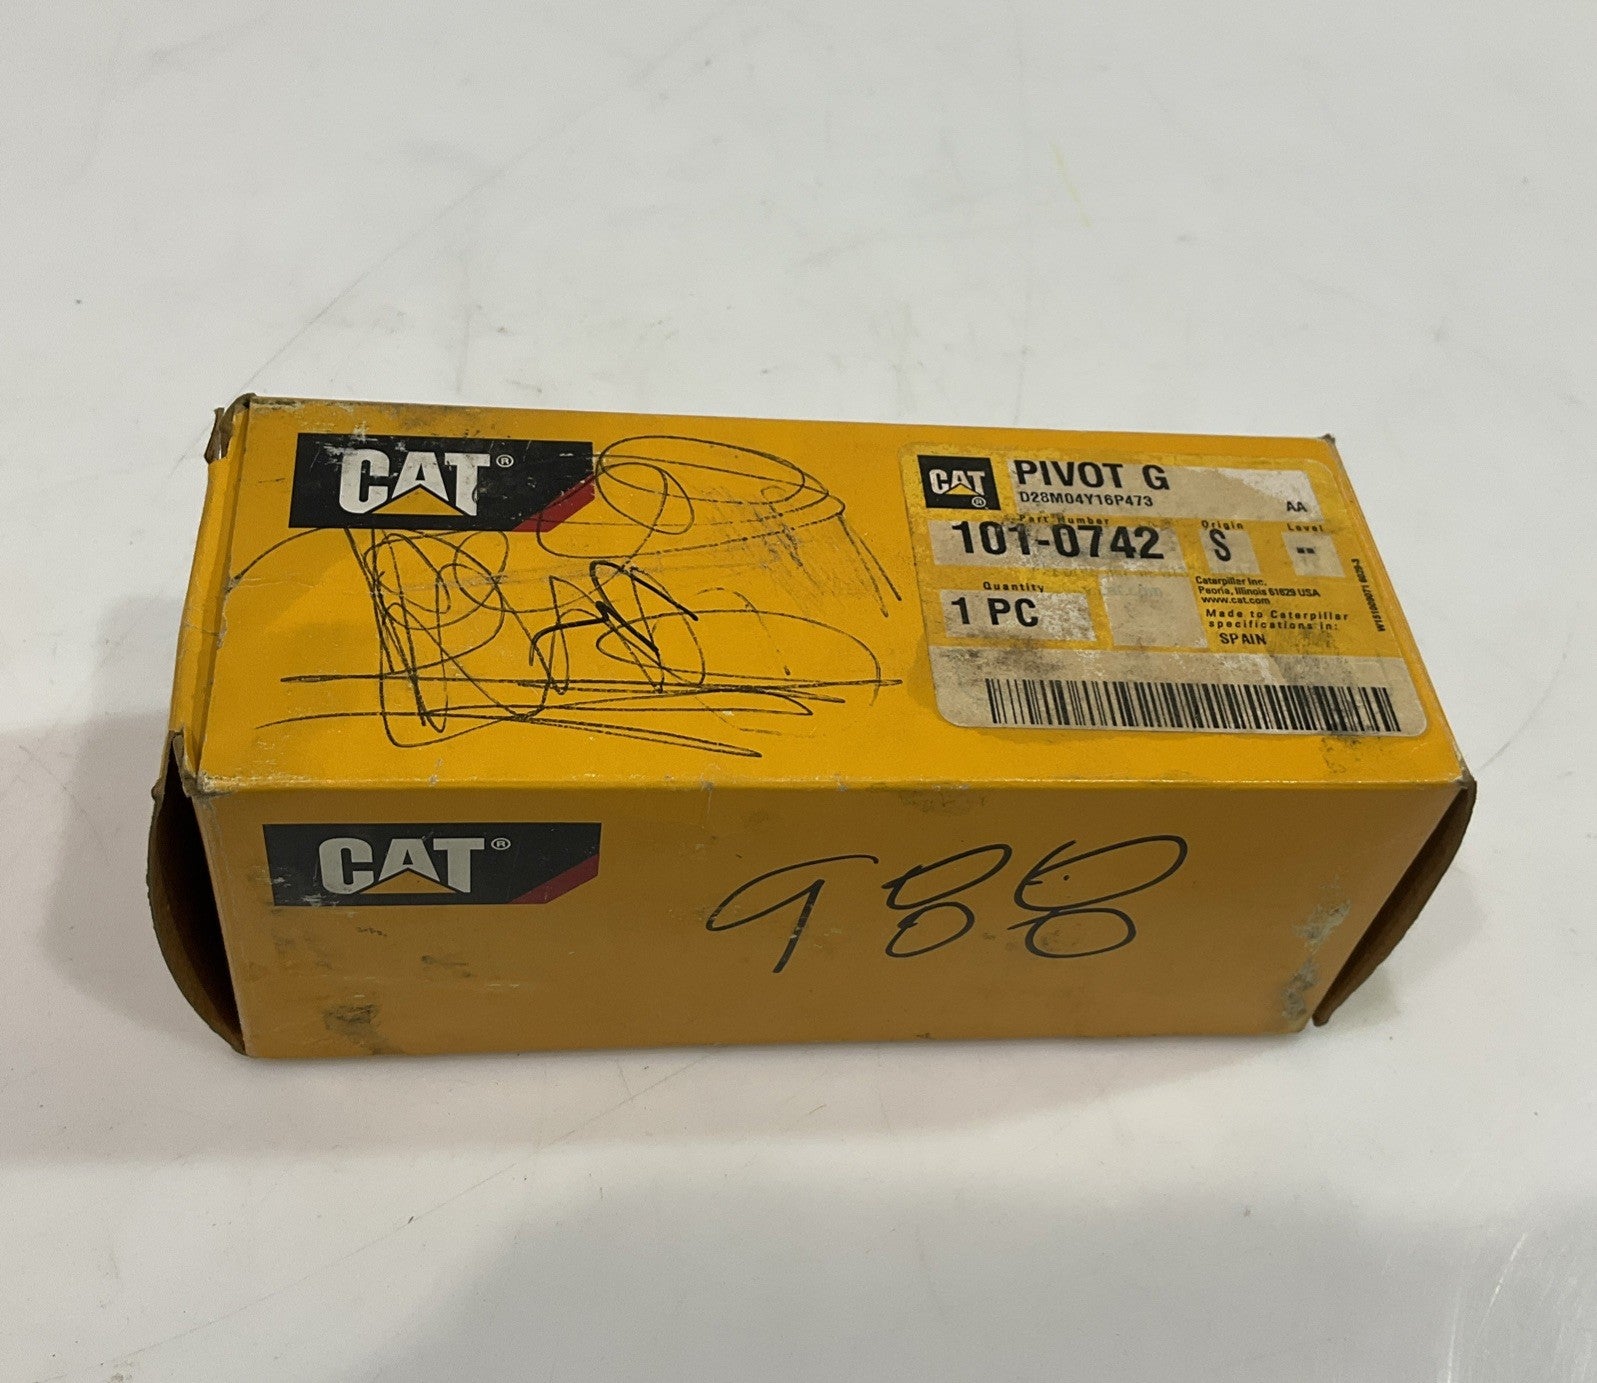 CAT®
CAT®
PIVOT G
D28M04Y16P473
AA
Part Number
Origin
Level
101-0742
S
--
Quantity
1 PC
Caterpillar Inc.
Peoria, Illinois 61629 USA
www.cat.com
Made to Caterpillar
specifications in:
SPAIN
CAT®
988